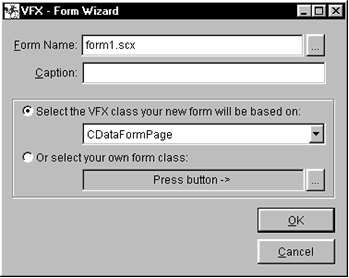 VFX - Form Wizard
Form Name: form1.scx ...
Caption:
Select the VFX class your new form will be based on:
CDataFormPage
Or select your own form class:
Press button -> ...
OK
Cancel